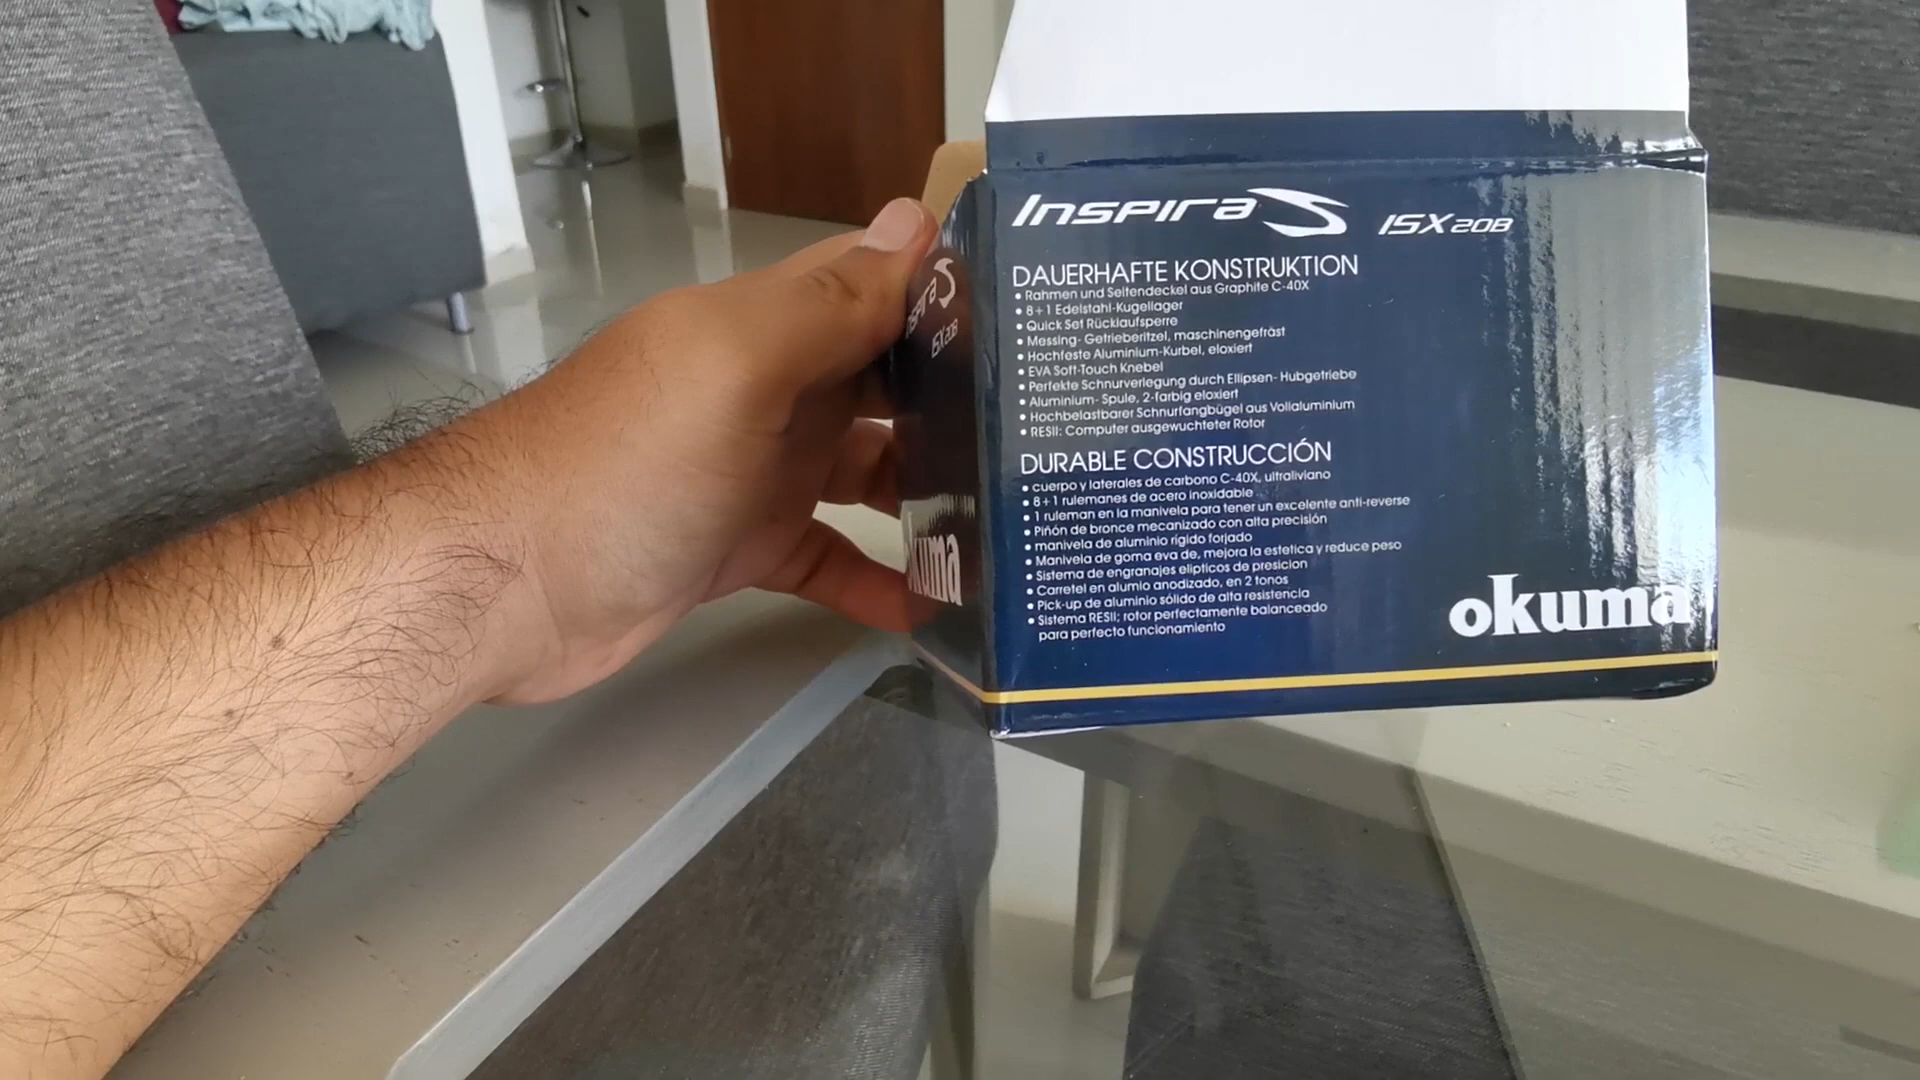 Inspira S ISX20B
DAUERHAFTE KONSTRUKTION
• Rahmen und Seitendeckel aus Graphite C-40X
• 8+1 Edelstahl-Kugellager
• Quick Set Rücklaufsperre
• Messing- Getrieberitzel, maschinengefräst
• Hochfeste Aluminium-Kurbel, eloxiert
• EVA Soft-Touch Knebel
• Perfekte Schnurverlegung durch Ellipsen- Hubgetriebe
• Aluminium- Spule, 2-farbig eloxiert
• Hochbelastbarer Schnurfangbügel aus Vollaluminium
• RESII: Computer ausgewuchteter Rotor
DURABLE CONSTRUCCIÓN
• cuerpo y laterales de carbono C-40X, ultraliviano
• 8+1 rulemanes de acero inoxidable
• 1 ruleman en la manivela para tener un excelente anti-reverse
• Piñón de bronce mecanizado con alta precisión
• manivela de aluminio rígido forjado
• Manivela de goma eva de, mejora la estetica y reduce peso
• Sistema de engranajes elipticos de presicion
• Carretel en alumio anodizado, en 2 tonos
• Pick-up de aluminio sólido de alta resistencia
• Sistema RESII; rotor perfectamente balanceado
para perfecto funcionamiento
okuma
nspira S
ISX20B
okuma